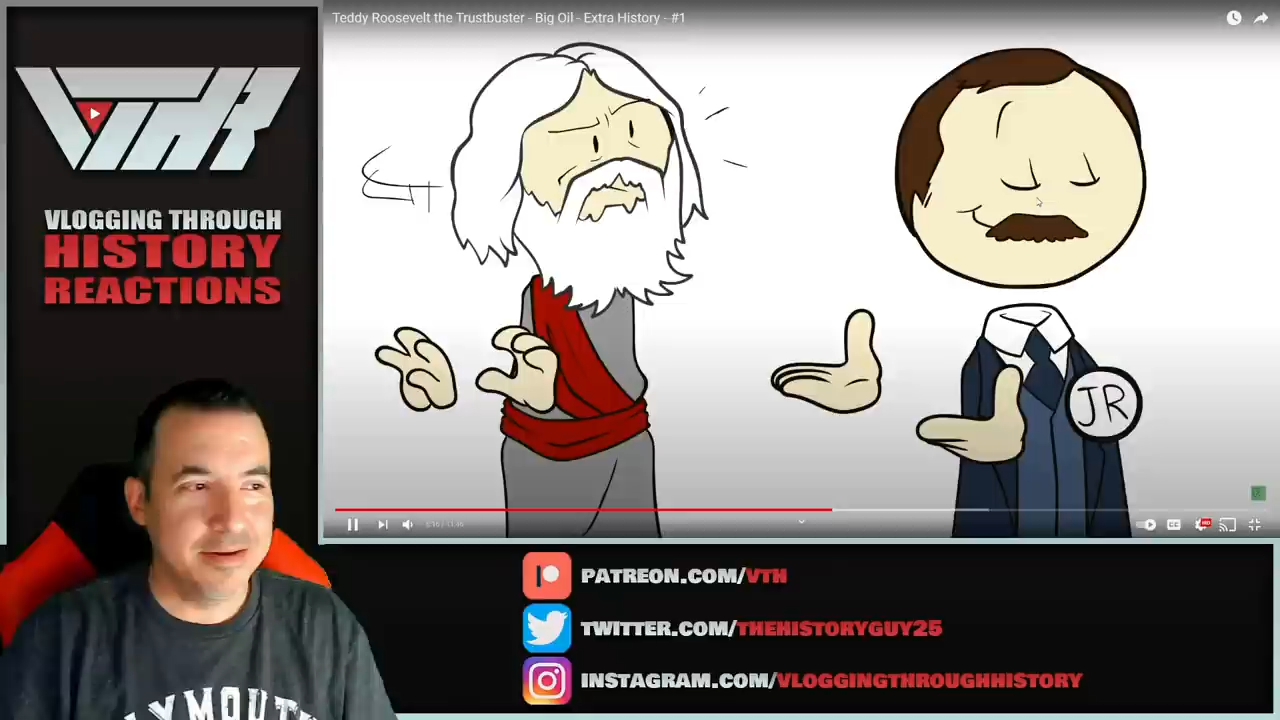 Teddy Roosevelt the Trustbuster - Big Oil - Extra History - #1
VTHR
VLOGGING THROUGH
HISTORY
REACTIONS
JR
PATREON.COM/VTH
TWITTER.COM/THEHISTORYGUY25
INSTAGRAM.COM/VLOGGINGTHROUGHHISTORY